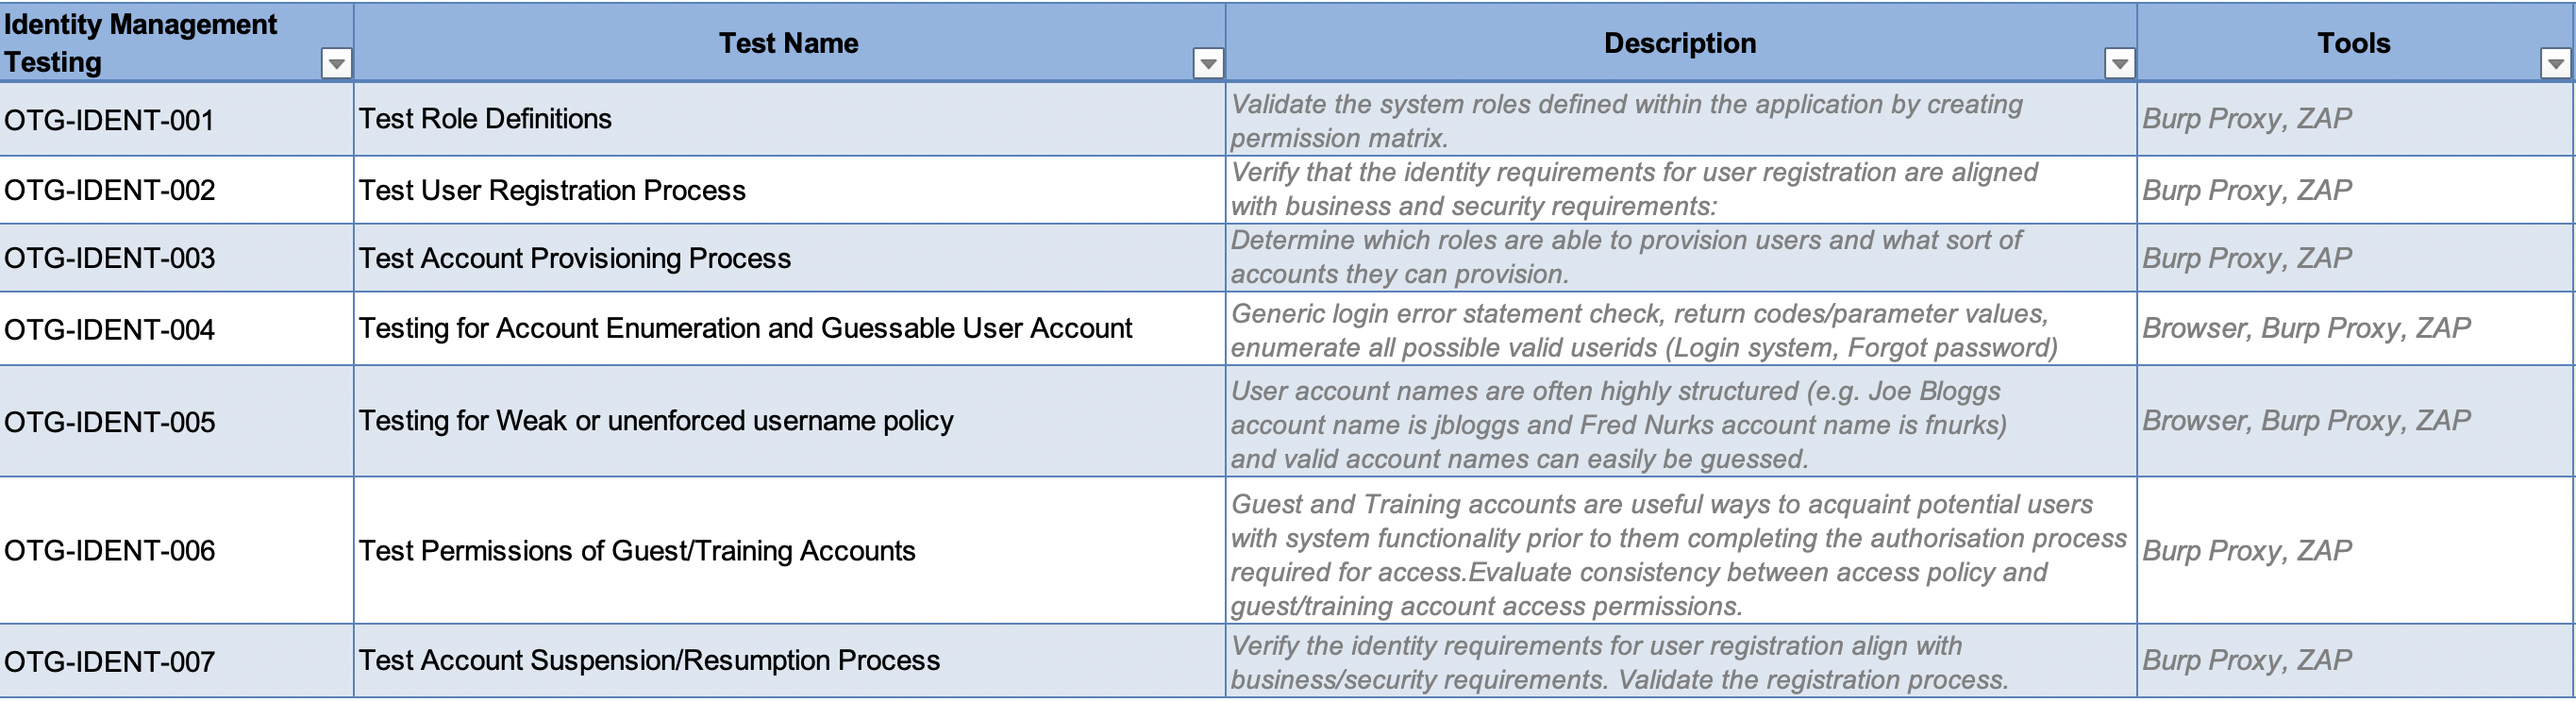 Identity Management
Testing
Test Name
Description
Tools
OTG-IDENT-001
Test Role Definitions
Validate the system roles defined within the application by creating
permission matrix.
Burp Proxy, ZAP
OTG-IDENT-002
Test User Registration Process
Verify that the identity requirements for user registration are aligned
with business and security requirements:
Burp Proxy, ZAP
OTG-IDENT-003
Test Account Provisioning Process
Determine which roles are able to provision users and what sort of
accounts they can provision.
Burp Proxy, ZAP
OTG-IDENT-004
Testing for Account Enumeration and Guessable User Account
Generic login error statement check, return codes/parameter values,
enumerate all possible valid userids (Login system, Forgot password)
Browser, Burp Proxy, ZAP
OTG-IDENT-005
Testing for Weak or unenforced username policy
User account names are often highly structured (e.g. Joe Bloggs
account name is jbloggs and Fred Nurks account name is fnurks)
and valid account names can easily be guessed.
Browser, Burp Proxy, ZAP
OTG-IDENT-006
Test Permissions of Guest/Training Accounts
Guest and Training accounts are useful ways to acquaint potential users
with system functionality prior to them completing the authorisation process
required for access.Evaluate consistency between access policy and
guest/training account access permissions.
Burp Proxy, ZAP
OTG-IDENT-007
Test Account Suspension/Resumption Process
Verify the identity requirements for user registration align with
business/security requirements. Validate the registration process.
Burp Proxy, ZAP